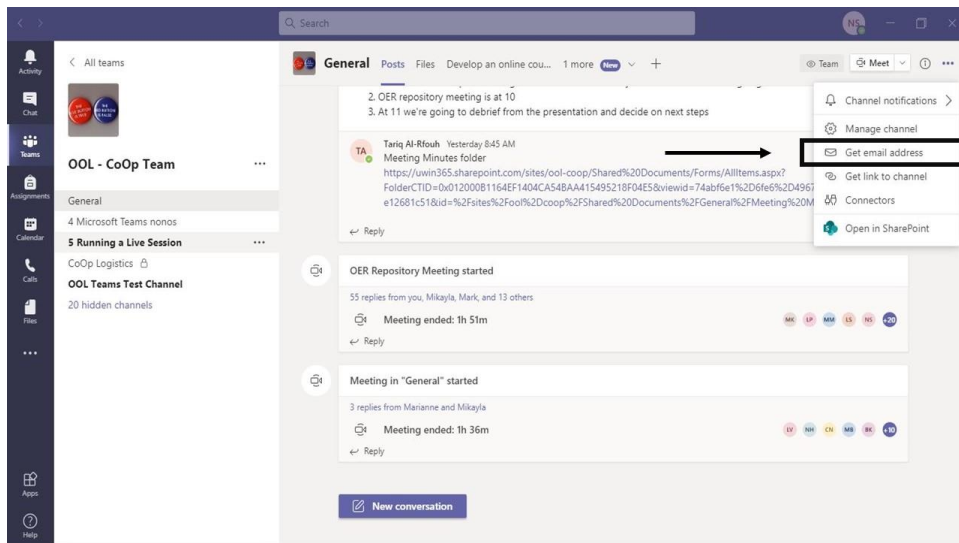 Search
NS
Activity
Chat
Teams
Assignments
Calendar
Calls
Files
Apps
Help
All teams
OOL - CoOp Team
General
4 Microsoft Teams nonos
5 Running a Live Session
CoOp Logistics
OOL Teams Test Channel
20 hidden channels
General Posts Files Develop an online cou... 1 more New
Team Meet
Channel notifications
Manage channel
Get email address
Get link to channel
Connectors
Open in SharePoint
2. OER repository meeting is at 10
3. At 11 we're going to debrief from the presentation and decide on next steps
TA Tariq Al-Rfouh Yesterday 8:45 AM
Meeting Minutes folder
https://uwin365.sharepoint.com/sites/ool-coop/Shared%20Documents/Forms/AllItems.aspx?
FolderCTID=0x012000B1164EF1404CA54BAA415495218F04E5&viewid=74abf6e1%2D6fe6%2D4967
e12681c51&id=%2Fsites%2Fool%2Dcoop%2FShared%20Documents%2FGeneral%2FMeeting%20M
Reply
OER Repository Meeting started
55 replies from you, Mikayla, Mark, and 13 others
Meeting ended: 1h 51m
MK LP MM LS NS +20
Reply
Meeting in "General" started
3 replies from Marianne and Mikayla
Meeting ended: 1h 36m
LV NH CN MB BK +10
Reply
New conversation